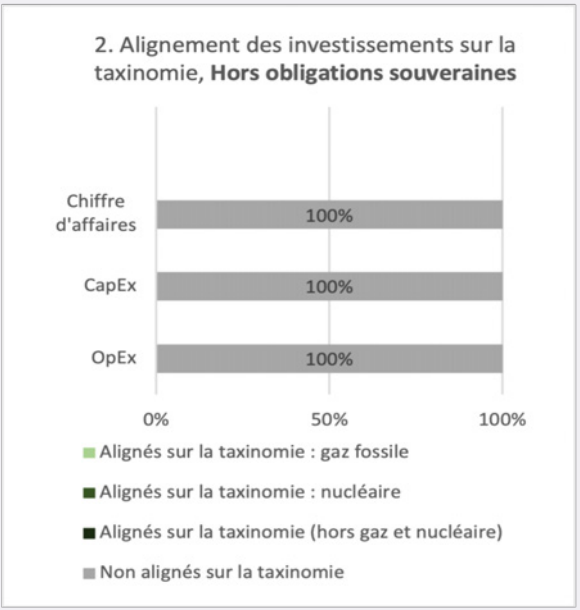 2. Alignement des investissements sur la
taxinomie, Hors obligations souveraines
Chiffre
d'affaires
100%
CapEx
100%
OpEx
100%
0%
50%
100%
Alignés sur la taxinomie : gaz fossile
Alignés sur la taxinomie : nucléaire
Alignés sur la taxinomie (hors gaz et nucléaire)
Non alignés sur la taxinomie